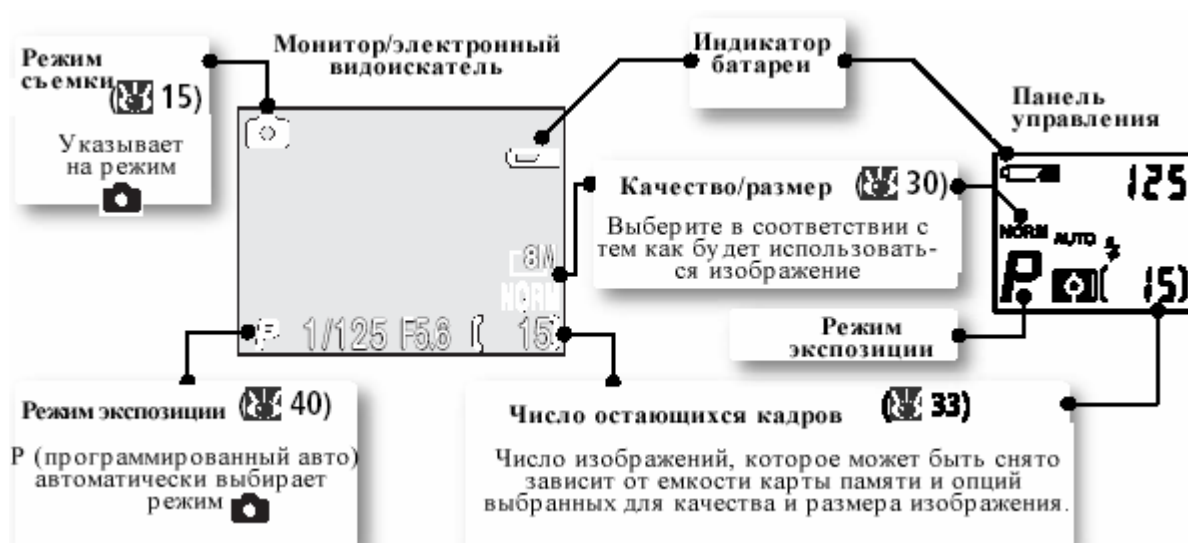 Режим
съемки
( 15)
Указывает
на режим
Монитор/электронный
видоискатель
Индикатор
батареи
Панель
управления
Качество/размер ( 30)
Выберите в соответствии с
тем как будет использовать-
ся изображение
8M
NORM
P 1/125 F5.6 [ 15]
125
NORM AUTO
P [ 15]
Режим
экспозиции
Режим экспозиции ( 40)
P (программированный авто)
автоматически выбирает
режим
Число остающихся кадров ( 33)
Число изображений, которое может быть снято
зависит от емкости карты памяти и опций
выбранных для качества и размера изображения.